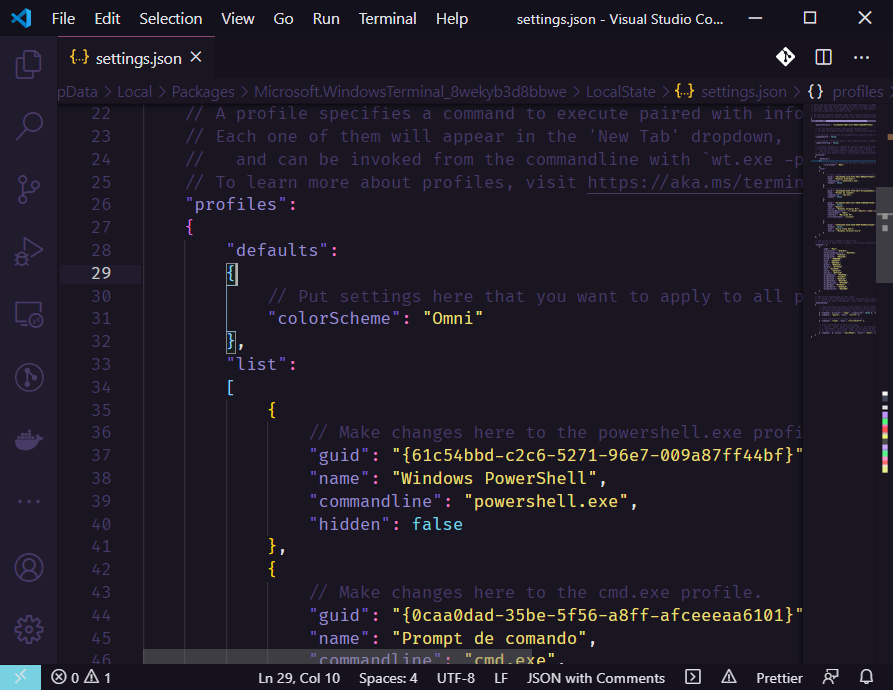 File Edit Selection View Go Run Terminal Help settings.json - Visual Studio Co...
{..} settings.json ×
pData > Local > Packages > Microsoft.WindowsTerminal_8wekyb3d8bbwe > LocalState > {..} settings.json > {} profiles
22 // A profile specifies a command to execute paired with info
23 // Each one of them will appear in the 'New Tab' dropdown,
24 //   and can be invoked from the commandline with `wt.exe -p
25 // To learn more about profiles, visit https://aka.ms/termin
26 "profiles":
27 {
28 "defaults":
29 {
30 // Put settings here that you want to apply to all p
31 "colorScheme": "Omni"
32 },
33 "list":
34 [
35 {
36 // Make changes here to the powershell.exe profi
37 "guid": "{61c54bbd-c2c6-5271-96e7-009a87ff44bf}"
38 "name": "Windows PowerShell",
39 "commandline": "powershell.exe",
40 "hidden": false
41 },
42 {
43 // Make changes here to the cmd.exe profile.
44 "guid": "{0caa0dad-35be-5f56-a8ff-afceeeaa6101}"
45 "name": "Prompt de comando",
46 "commandline": "cmd.exe",
0 1 Ln 29, Col 10 Spaces: 4 UTF-8 LF JSON with Comments Prettier